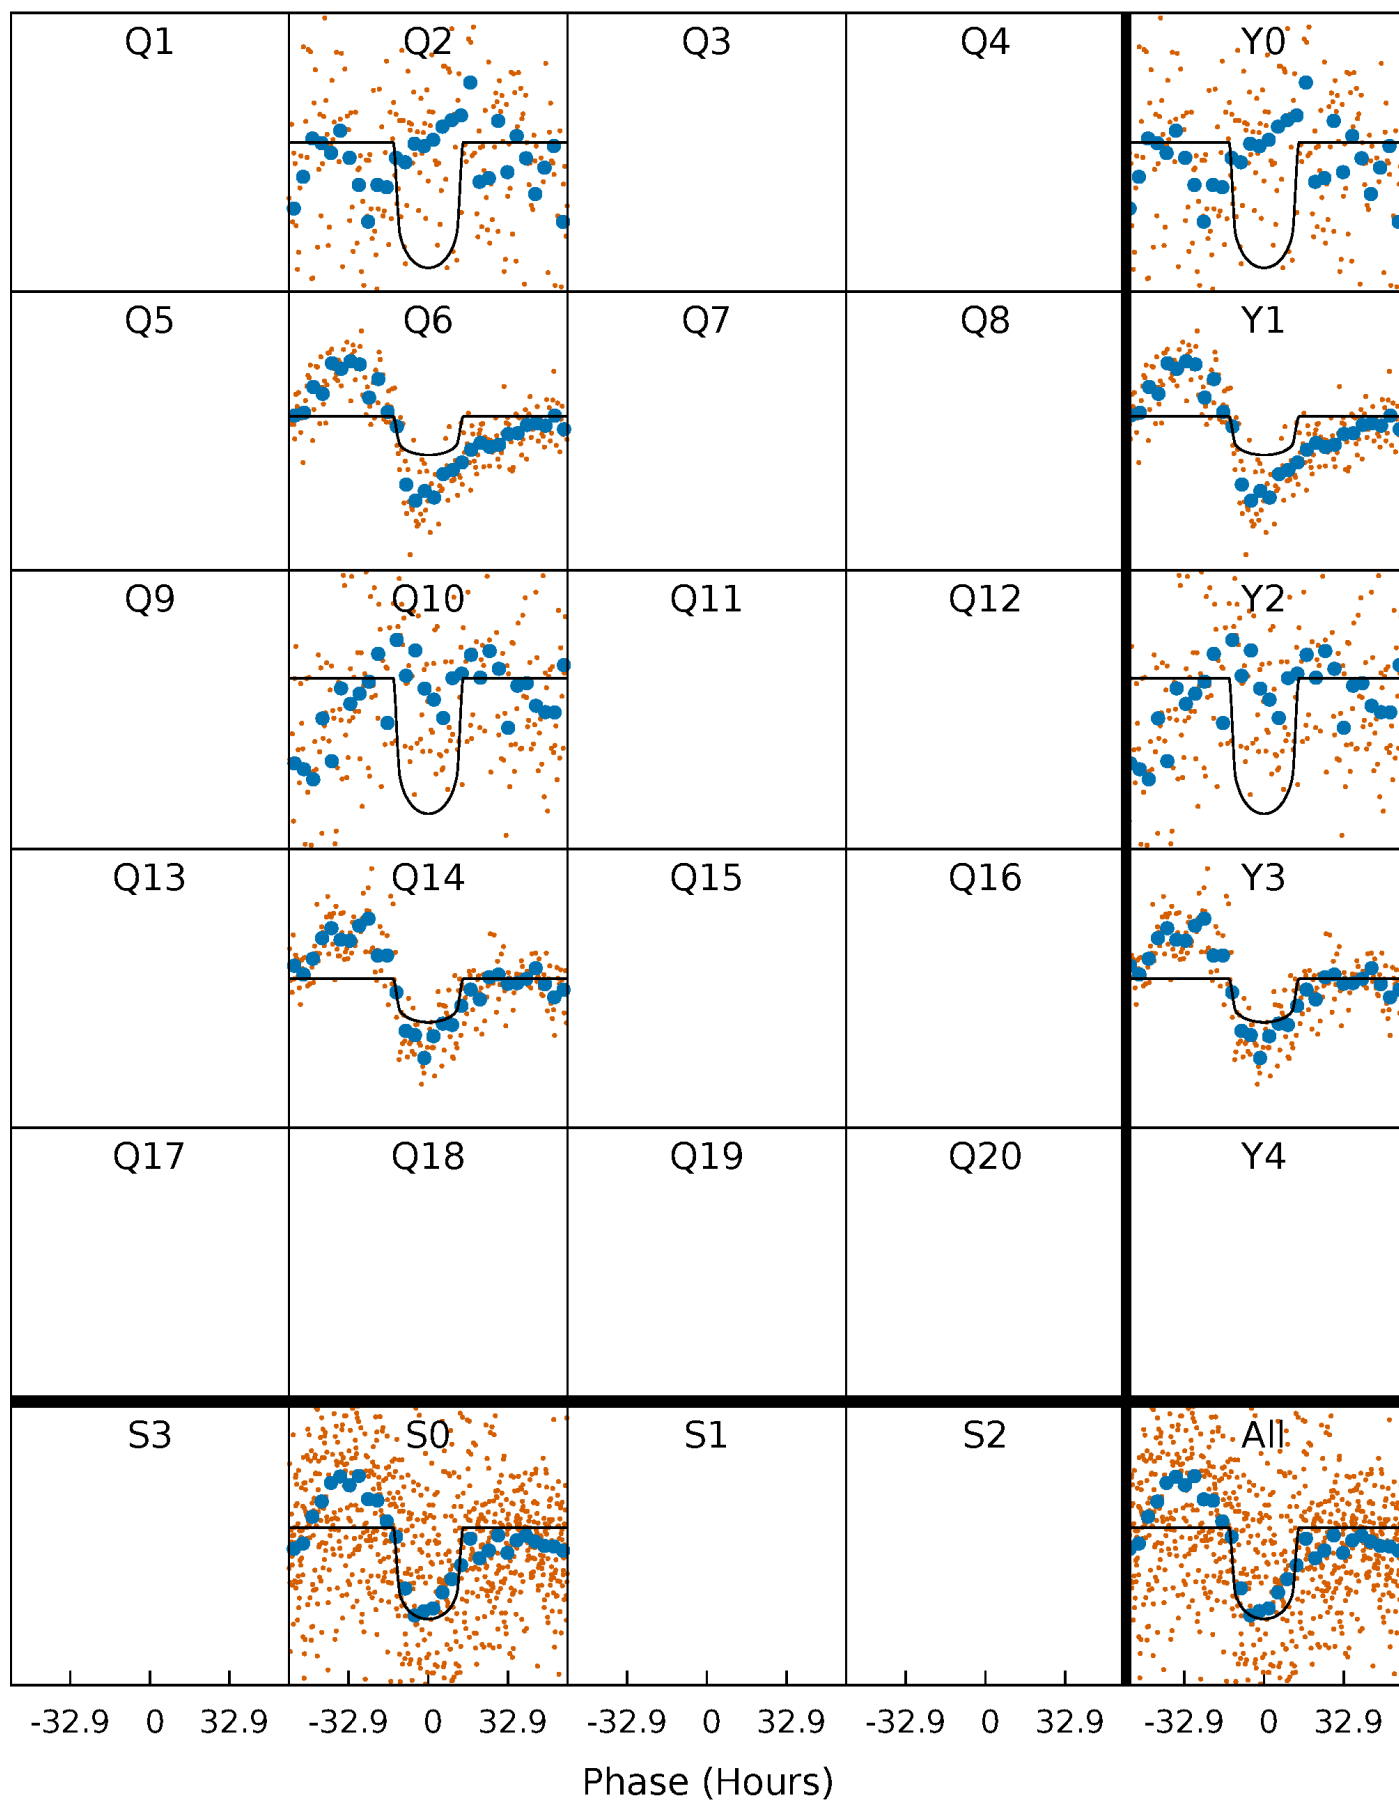 Q1 Q2 Q3 Q4 Y0
Q5 Q6 Q7 Q8 Y1
Q9 Q10 Q11 Q12 Y2
Q13 Q14 Q15 Q16 Y3
Q17 Q18 Q19 Q20 Y4
S3 S0 S1 S2 All
-32.9 0 32.9 -32.9 0 32.9 -32.9 0 32.9 -32.9 0 32.9 -32.9 0 32.9
Phase (Hours)